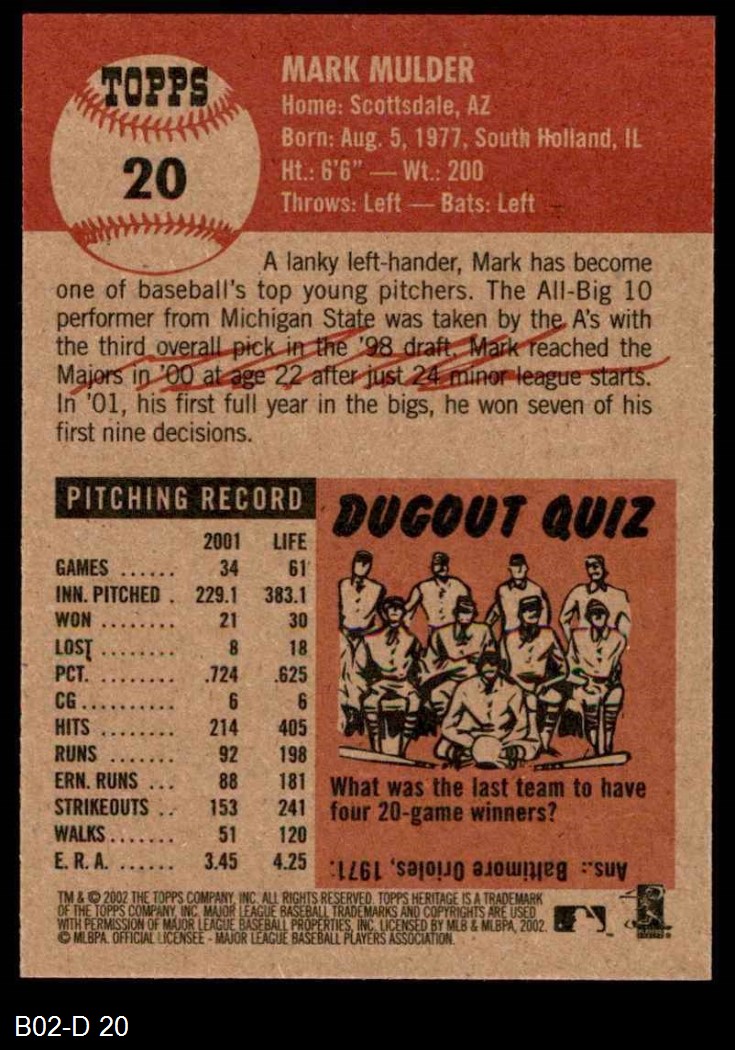 TOPPS
20
MARK MULDER
Home: Scottsdale, AZ
Born: Aug. 5, 1977, South Holland, IL
Ht.: 6'6" — Wt.: 200
Throws: Left — Bats: Left
A lanky left-hander, Mark has become
one of baseball's top young pitchers. The All-Big 10
performer from Michigan State was taken by the A's with
the third overall pick in the '98 draft. Mark reached the
Majors in '00 at age 22 after just 24 minor league starts.
In '01, his first full year in the bigs, he won seven of his
first nine decisions.
PITCHING RECORD
2001 LIFE
GAMES ...... 34 61
INN. PITCHED . 229.1 383.1
WON ........ 21 30
LOST ........ 8 18
PCT. ........ .724 .625
CG .......... 6 6
HITS ........ 214 405
RUNS ....... 92 198
ERN. RUNS ... 88 181
STRIKEOUTS .. 153 241
WALKS ....... 51 120
E. R. A. ...... 3.45 4.25
DUGOUT QUIZ
What was the last team to have
four 20-game winners?
Ans.: Baltimore Orioles, 1971.
TM & © 2002 THE TOPPS COMPANY, INC. ALL RIGHTS RESERVED. TOPPS HERITAGE IS A TRADEMARK
OF THE TOPPS COMPANY, INC. MAJOR LEAGUE BASEBALL TRADEMARKS AND COPYRIGHTS ARE USED
WITH PERMISSION OF MAJOR LEAGUE BASEBALL PROPERTIES, INC. LICENSED BY MLB & MLBPA, 2002.
© MLBPA. OFFICIAL LICENSEE - MAJOR LEAGUE BASEBALL PLAYERS ASSOCIATION.
B02-D 20